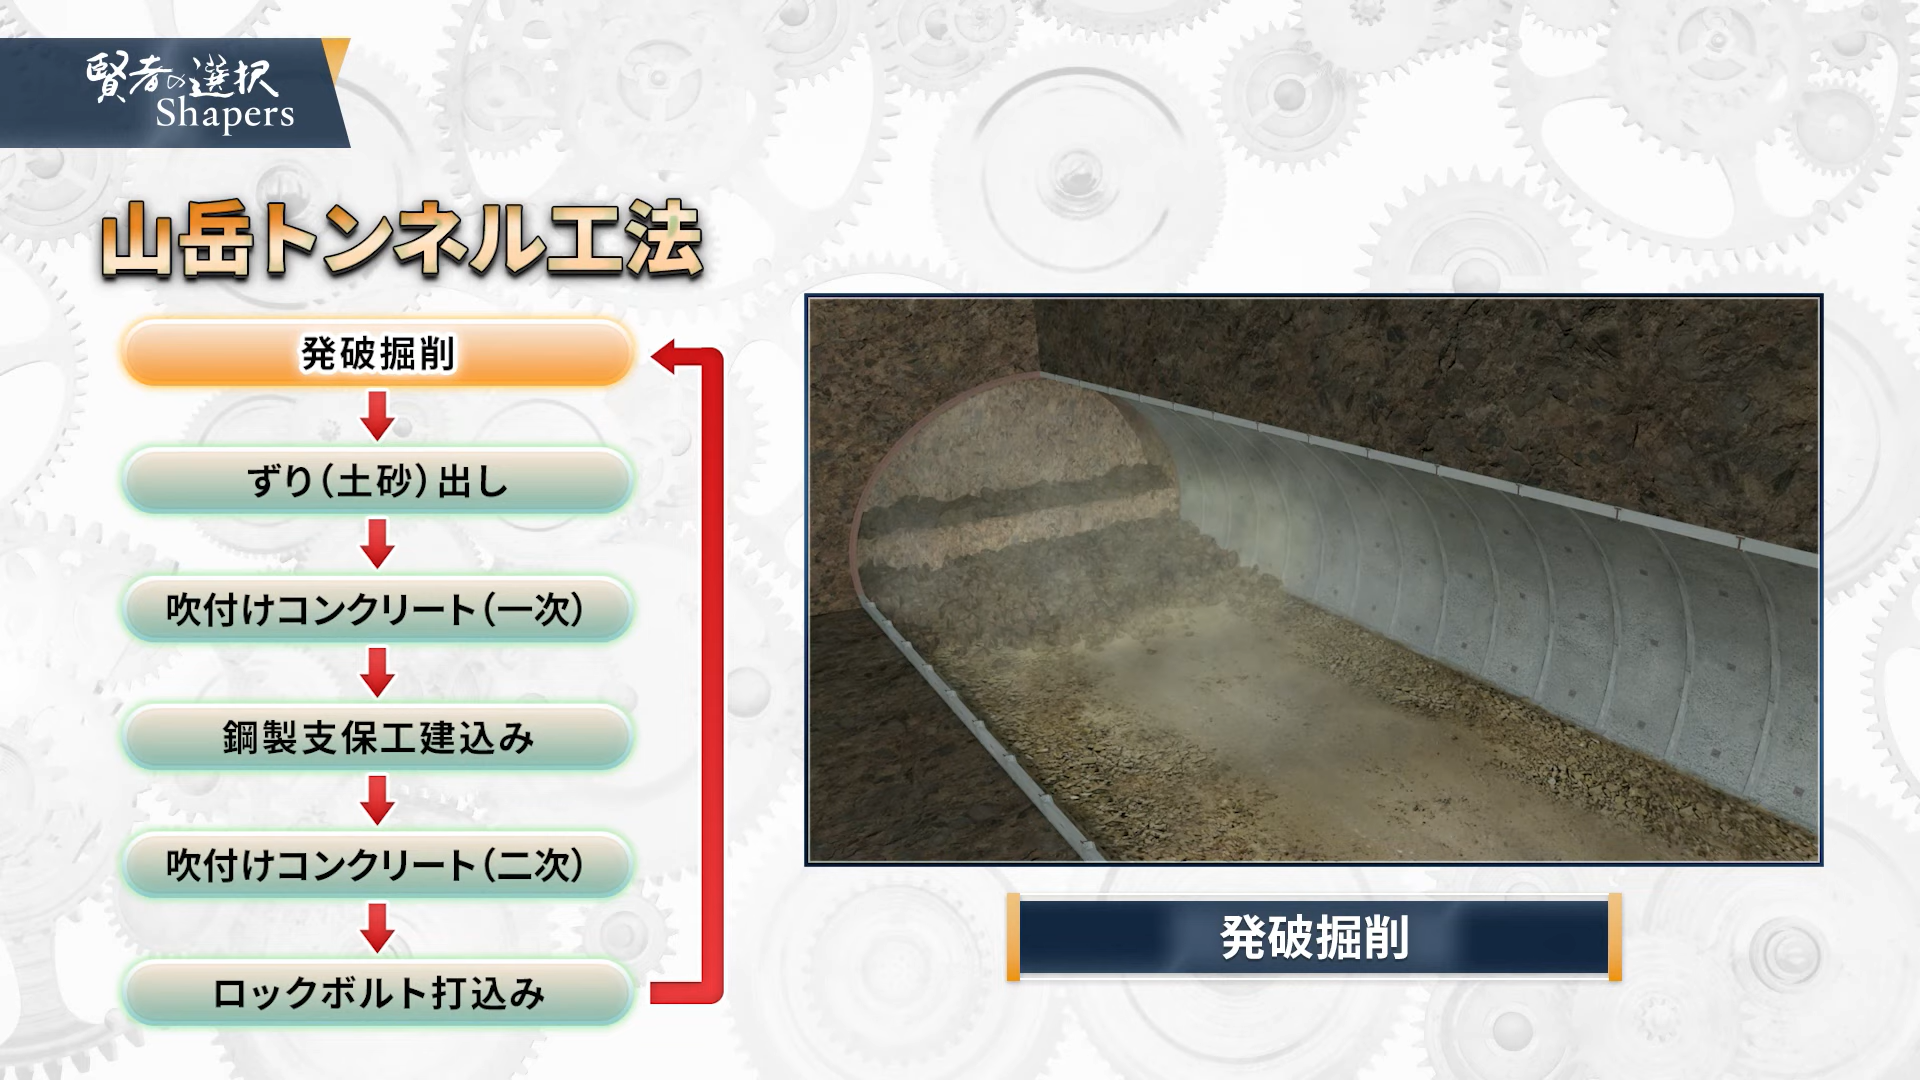 賢者の選択
Shapers
山岳トンネル工法
発破掘削
ずり（土砂）出し
吹付けコンクリート（一次）
鋼製支保工建込み
吹付けコンクリート（二次）
ロックボルト打込み
発破掘削